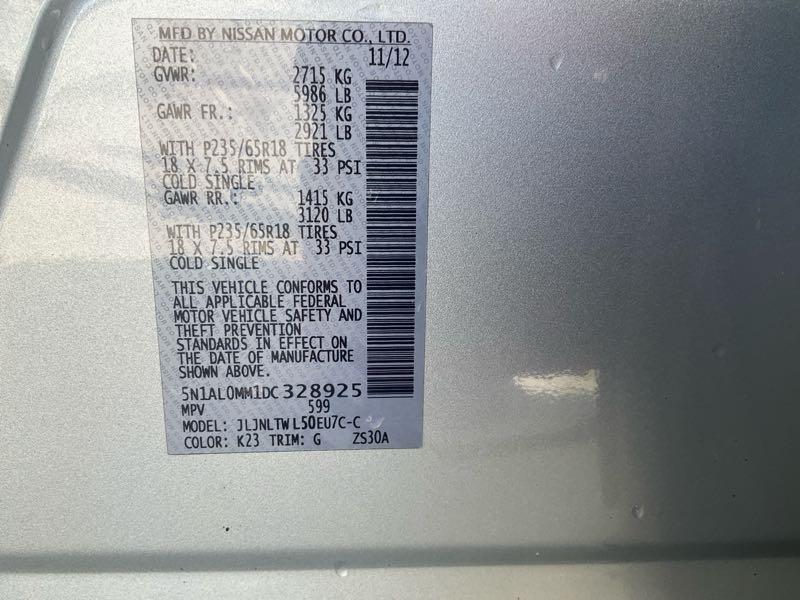 MFD BY NISSAN MOTOR CO., LTD.
DATE: 11/12
GVWR: 2715 KG
5986 LB
GAWR FR.: 1325 KG
2921 LB
WITH P235/65R18 TIRES
18 X 7.5 RIMS AT 33 PSI
COLD SINGLE
GAWR RR.: 1415 KG
3120 LB
WITH P235/65R18 TIRES
18 X 7.5 RIMS AT 33 PSI
COLD SINGLE
THIS VEHICLE CONFORMS TO
ALL APPLICABLE FEDERAL
MOTOR VEHICLE SAFETY AND
THEFT PREVENTION
STANDARDS IN EFFECT ON
THE DATE OF MANUFACTURE
SHOWN ABOVE.
5N1AL0MM1DC328925
MPV 599
MODEL: JLJNLTWL50EU7C-C
COLOR: K23 TRIM: G ZS30A